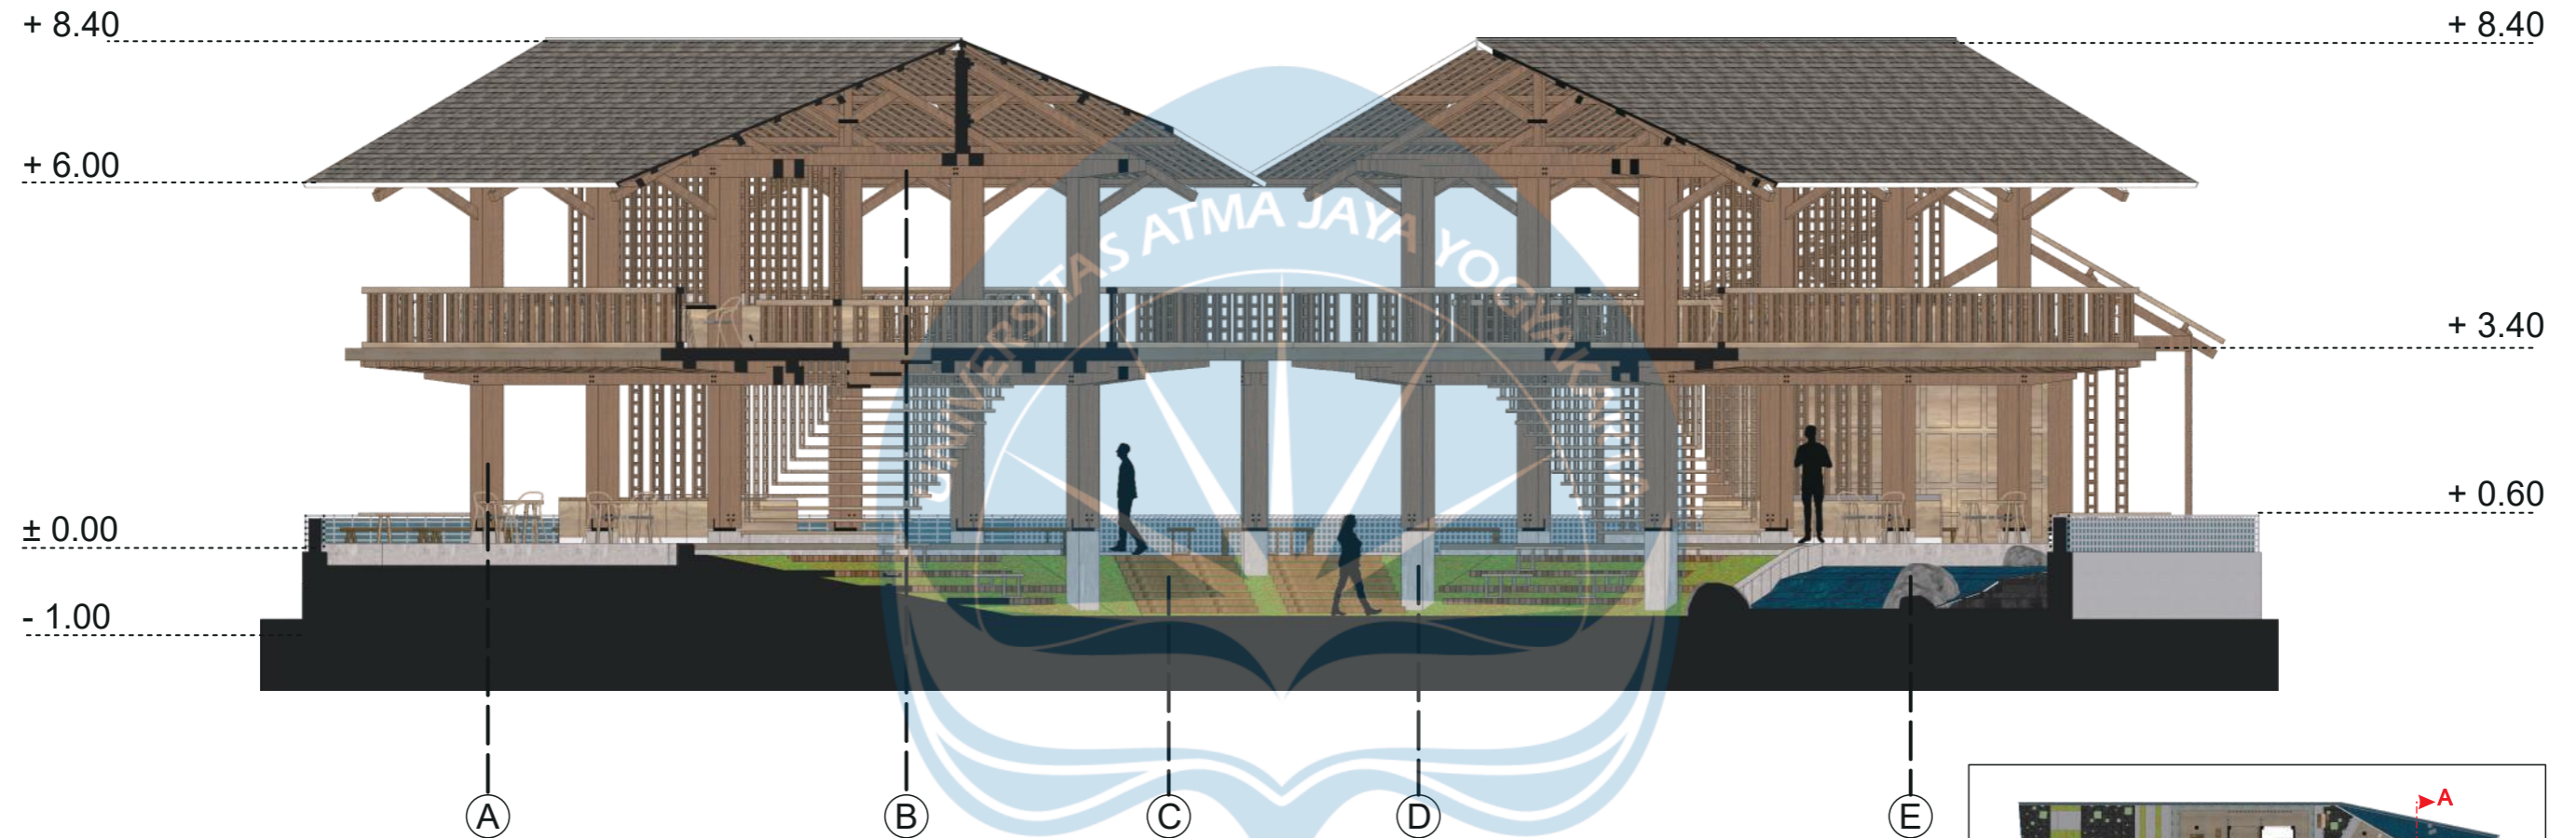 + 8.40
+ 8.40
+ 6.00
UNIVERSITAS ATMA JAYA YOGYAKARTA
+ 3.40
+ 0.60
± 0.00
- 1.00
A
A
B
C
D
E